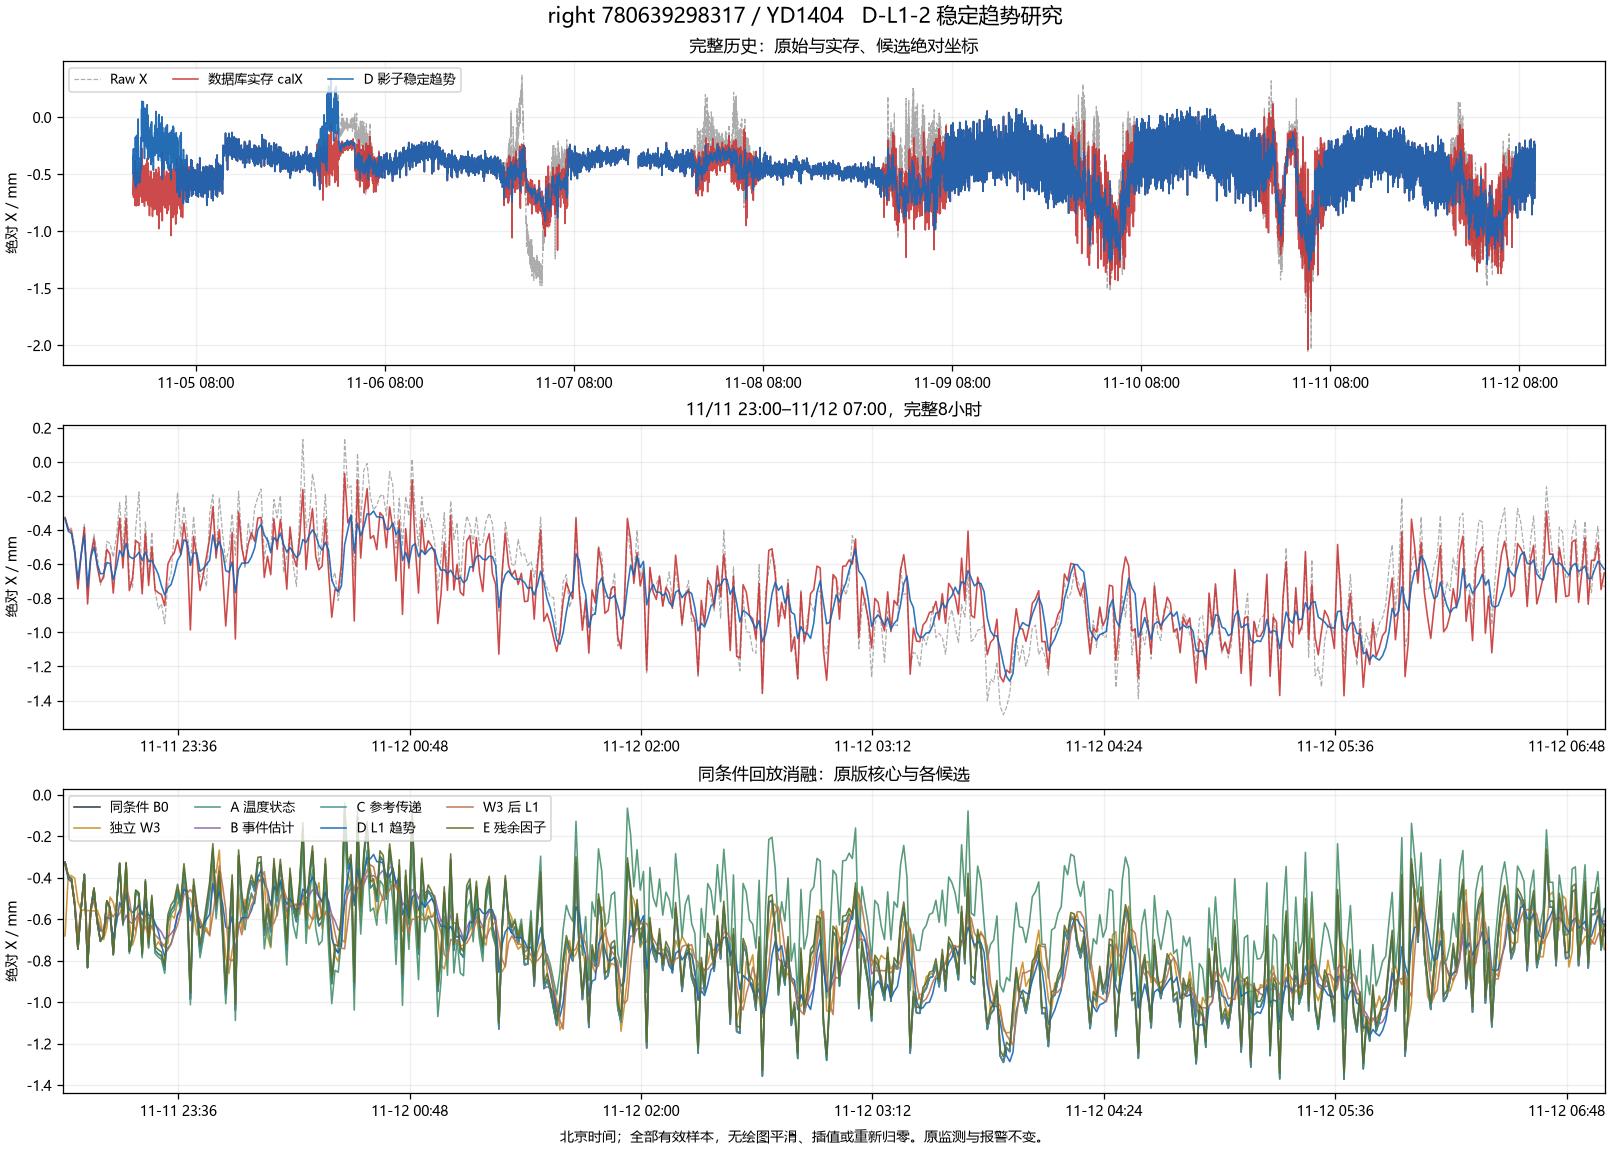 right 780639298317 / YD1404   D-L1-2 稳定趋势研究
完整历史：原始与实存、候选绝对坐标
Raw X
数据库实存 calX
D 影子稳定趋势
绝对 X / mm
0.0
-0.5
-1.0
-1.5
-2.0
11-05 08:00
11-06 08:00
11-07 08:00
11-08 08:00
11-09 08:00
11-10 08:00
11-11 08:00
11-12 08:00
11/11 23:00–11/12 07:00，完整8小时
绝对 X / mm
0.2
0.0
-0.2
-0.4
-0.6
-0.8
-1.0
-1.2
-1.4
11-11 23:36
11-12 00:48
11-12 02:00
11-12 03:12
11-12 04:24
11-12 05:36
11-12 06:48
同条件回放消融：原版核心与各候选
同条件 B0
A 温度状态
C 参考传递
W3 后 L1
独立 W3
B 事件估计
D L1 趋势
E 残余因子
绝对 X / mm
0.0
-0.2
-0.4
-0.6
-0.8
-1.0
-1.2
-1.4
11-11 23:36
11-12 00:48
11-12 02:00
11-12 03:12
11-12 04:24
11-12 05:36
11-12 06:48
北京时间；全部有效样本，无绘图平滑、插值或重新归零。原监测与报警不变。